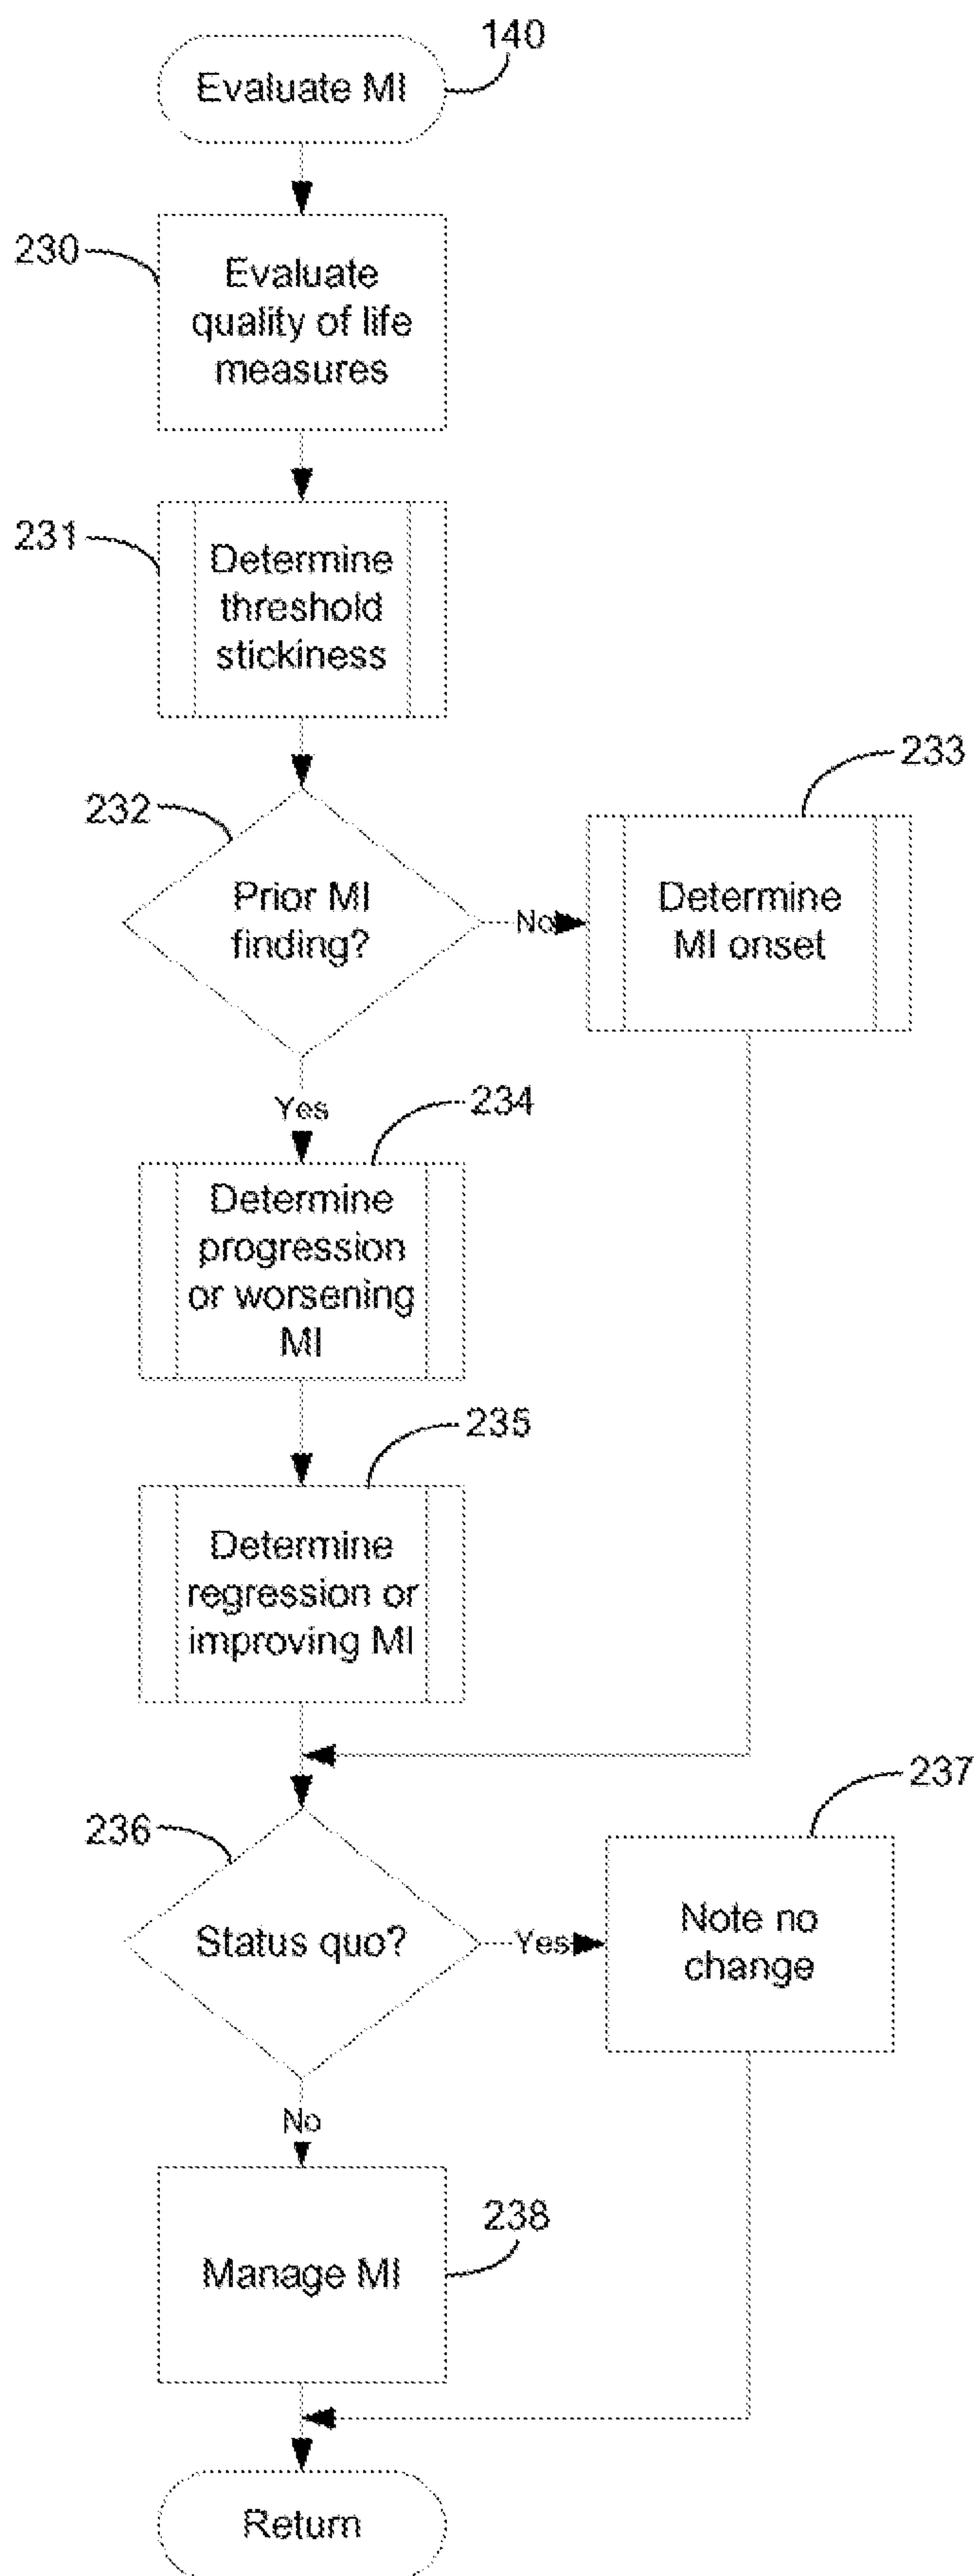 140
Evaluate MI
230
Evaluate
quality of life
measures
231
Determine
threshold
stickiness
233
232
Prior MI
finding?
No
Determine
MI onset
Yes
234
Determine
progression
or worsening
MI
235
Determine
regression or
improving MI
237
236
Status quo?
Yes
Note no
change
No
238
Manage MI
Return